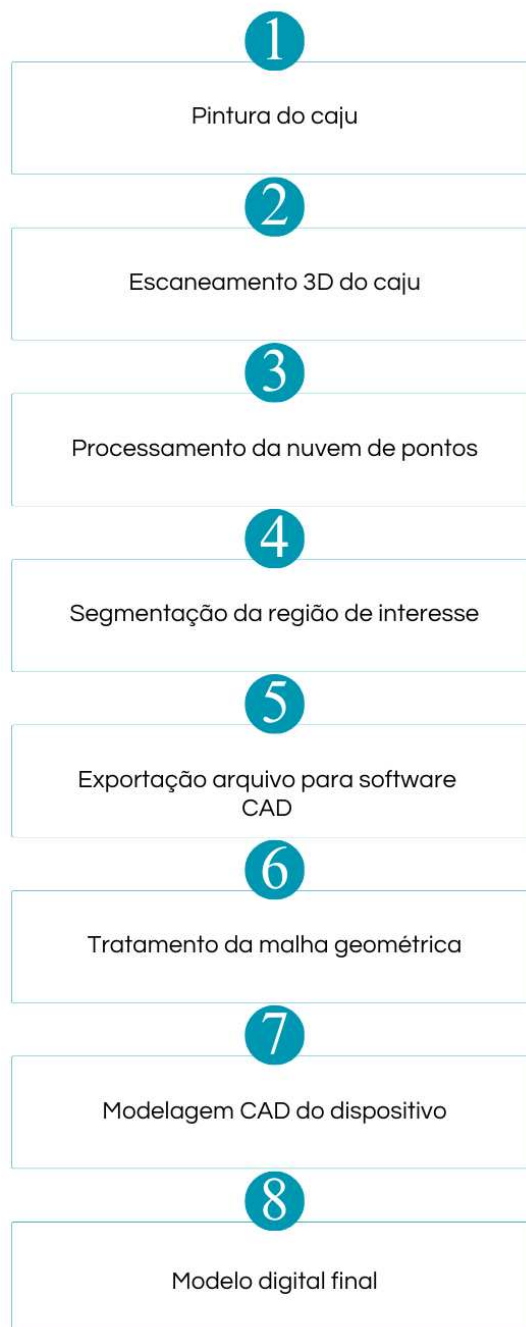 1
Pintura do caju
2
Escaneamento 3D do caju
3
Processamento da nuvem de pontos
4
Segmentação da região de interesse
5
Exportação arquivo para software
CAD
6
Tratamento da malha geométrica
7
Modelagem CAD do dispositivo
8
Modelo digital final